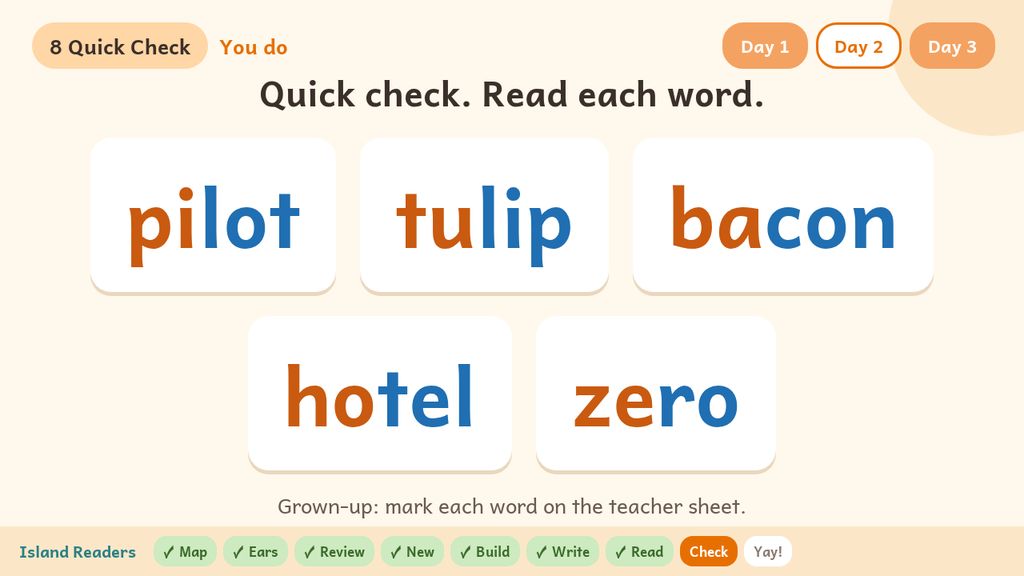 8 Quick Check You do Day 1 Day 2 Day 3
Quick check. Read each word.
pilot tulip bacon
hotel zero
Grown-up: mark each word on the teacher sheet.
Island Readers ✓ Map ✓ Ears ✓ Review ✓ New ✓ Build ✓ Write ✓ Read Check Yay!